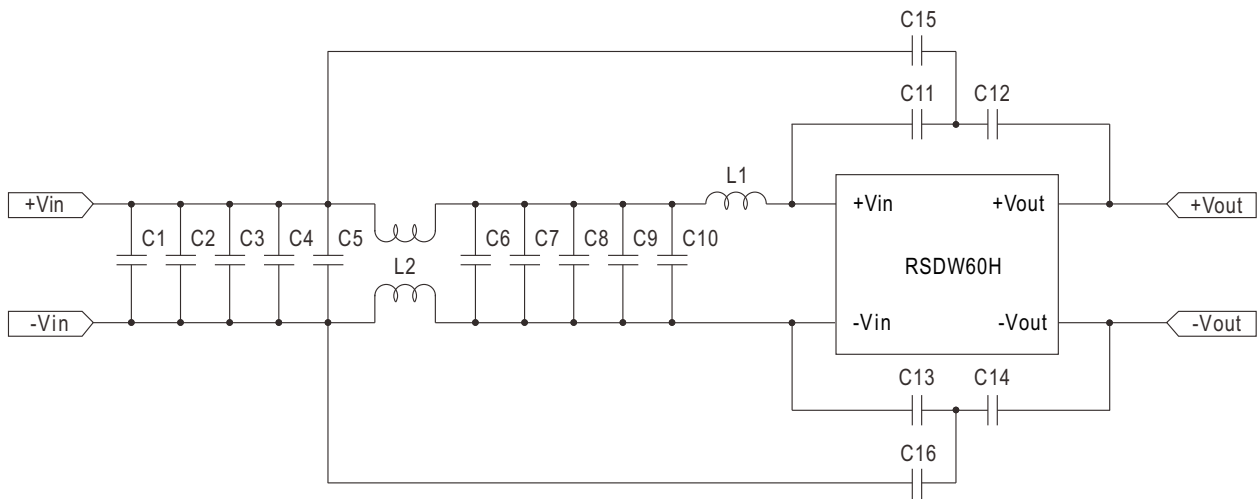 C15
C11 C12
L1
+Vin +Vin +Vout +Vout
C1 C2 C3 C4 C5 C6 C7 C8 C9 C10
L2 RSDW60H
-Vin -Vin -Vout -Vout
C13 C14
C16